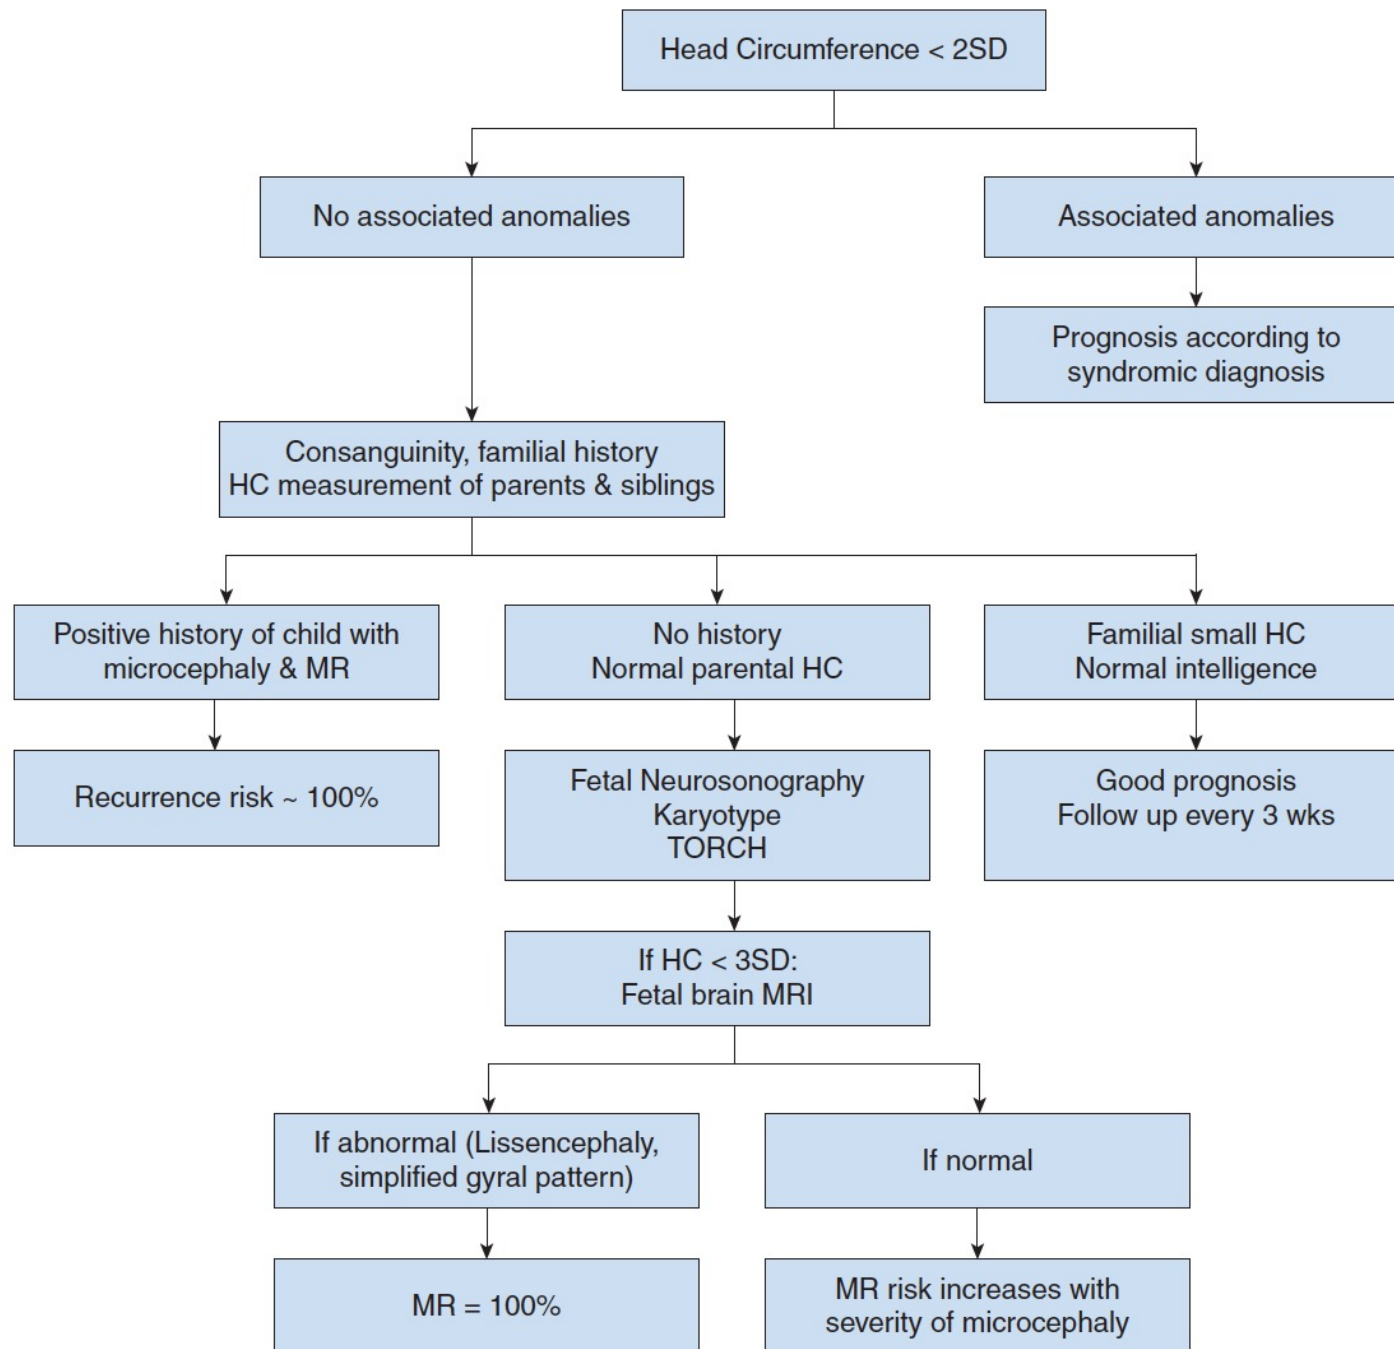 Head Circumference < 2SD
No associated anomalies
Associated anomalies
Prognosis according to
syndromic diagnosis
Consanguinity, familial history
HC measurement of parents & siblings
Positive history of child with
microcephaly & MR
No history
Normal parental HC
Familial small HC
Normal intelligence
Recurrence risk ~ 100%
Fetal Neurosonography
Karyotype
TORCH
Good prognosis
Follow up every 3 wks
If HC < 3SD:
Fetal brain MRI
If abnormal (Lissencephaly,
simplified gyral pattern)
If normal
MR = 100%
MR risk increases with
severity of microcephaly